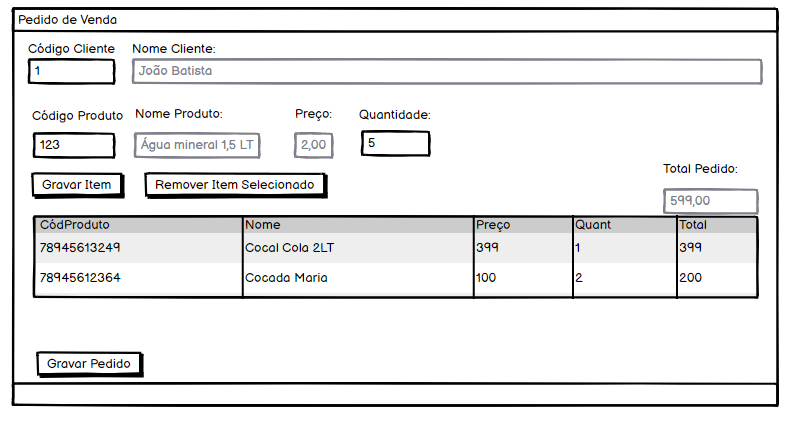 Pedido de Venda
Código Cliente Nome Cliente:
1 João Batista
Código Produto Nome Produto: Preço: Quantidade:
123 Água mineral 1,5 LT 2,00 5
Total Pedido:
Gravar Item Remover Item Selecionado
599,00
CódProduto Nome Preço Quant Total
78945613249 Cocal Cola 2LT 399 1 399
78945612364 Cocada Maria 100 2 200
Gravar Pedido